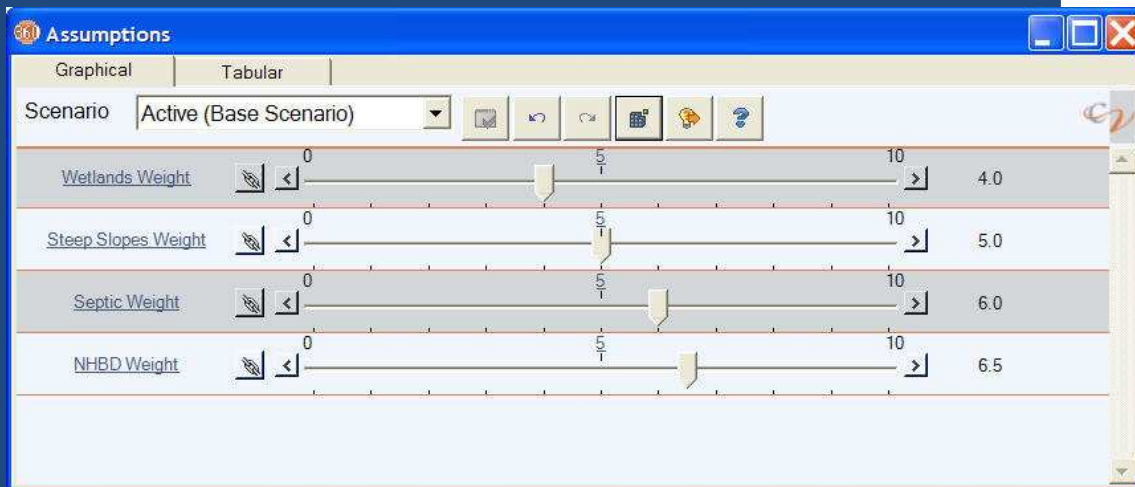 360 Assumptions
Graphical Tabular
Scenario Active (Base Scenario) ?
0 5 10
Wetlands Weight < > 4.0
0 5 10
Steep Slopes Weight < > 5.0
0 5 10
Septic Weight < > 6.0
0 5 10
NHBD Weight < > 6.5